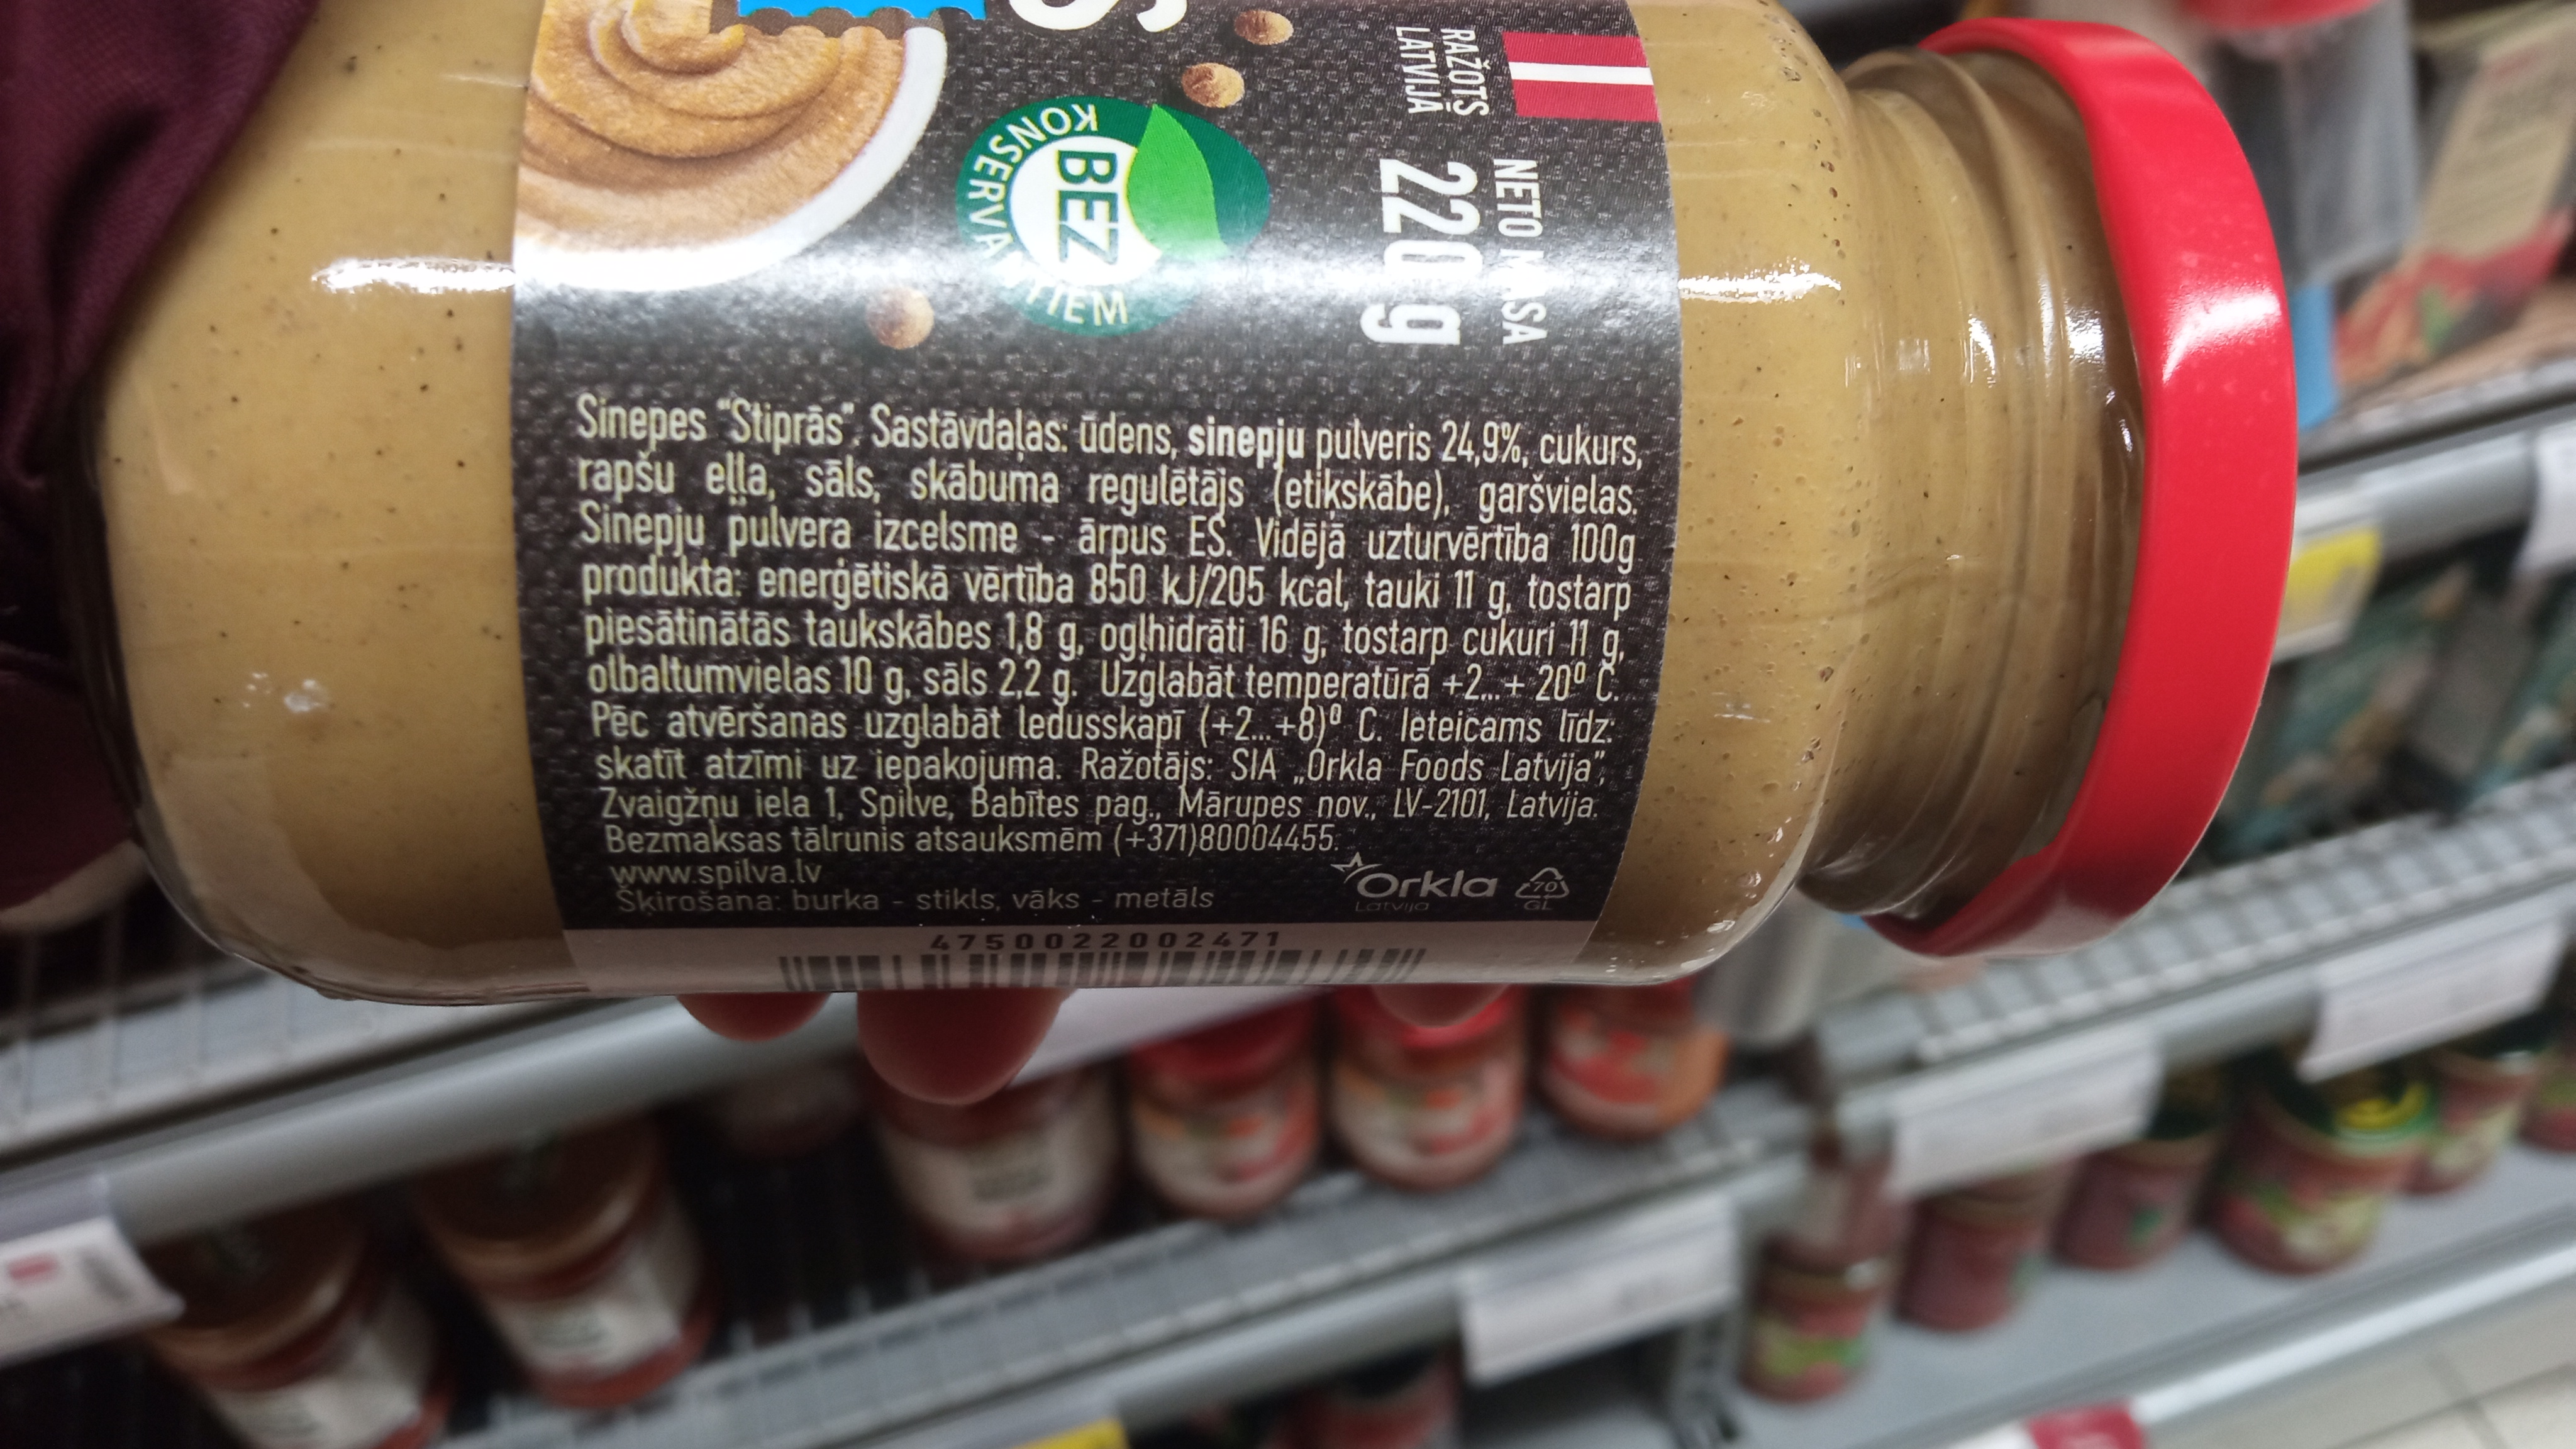 RAŽOTS
LATVIJĀ
NETO MASA
220g
BEZ
KONSERVANTIEM
Sinepes "Stiprās". Sastāvdaļas: ūdens, sinepju pulveris 24,9%, cukurs,
rapšu eļļa, sāls, skābuma regulētājs (etiķskābe), garšvielas.
Sinepju pulvera izcelsme - ārpus ES. Vidējā uzturvērtība 100g
produkta: enerģētiskā vērtība 850 kJ/205 kcal, tauki 11 g, tostarp
piesātinātās taukskābes 1,8 g, ogļhidrāti 16 g, tostarp cukuri 11 g,
olbaltumvielas 10 g, sāls 2,2 g. Uzglabāt temperatūrā +2...+ 20º C.
Pēc atvēršanas uzglabāt ledusskapī (+2...+8)º C. Ieteicams līdz:
skatīt atzīmi uz iepakojuma. Ražotājs: SIA „Orkla Foods Latvija",
Zvaigžņu iela 1, Spilve, Babītes pag., Mārupes nov., LV-2101, Latvija.
Bezmaksas tālrunis atsauksmēm (+371)80004455.
www.spilva.lv
Šķirošana: burka - stikls, vāks - metāls
Orkla
Latvija
70
GL
4750022002471